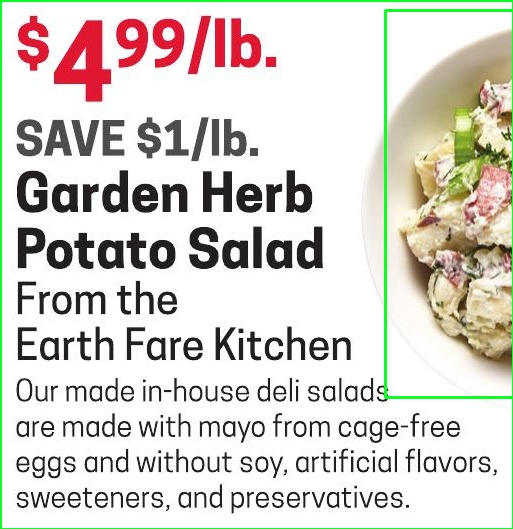 $4.99/lb.
SAVE $1/lb.
Garden Herb
Potato Salad
From the
Earth Fare Kitchen
Our made in-house deli salads
are made with mayo from cage-free
eggs and without soy, artificial flavors,
sweeteners, and preservatives.